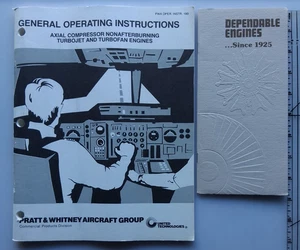 GENERAL OPERATING INSTRUCTIONS
AXIAL COMPRESSOR NONAFTERBURNING
TURBOJET AND TURBOFAN ENGINES
PRATT & WHITNEY AIRCRAFT GROUP
Commercial Products Division
UNITED
TECHNOLOGIES
DEPENDABLE
ENGINES
...Since 1925